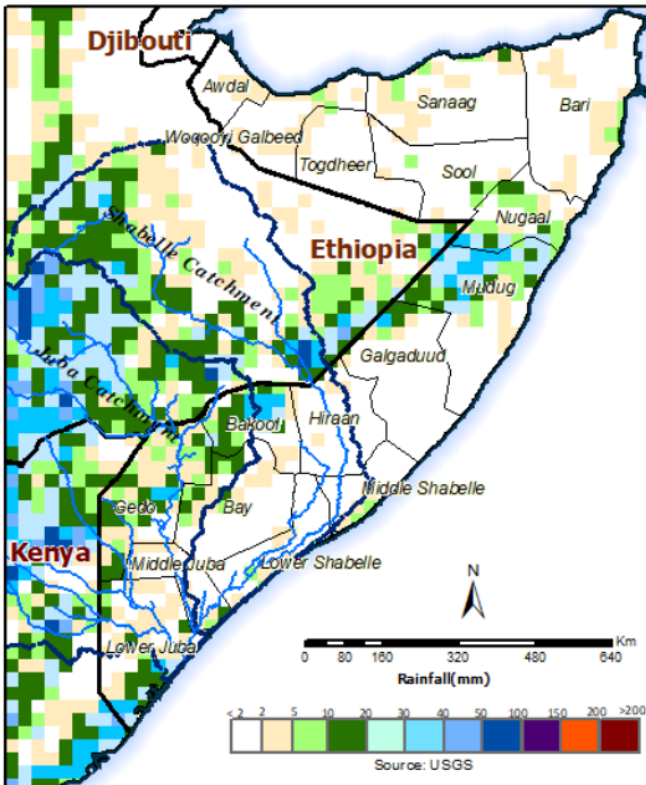 Djibouti
Awdal
Sanaag
Bari
Woqooyi Galbeed
Togdheer
Sool
Nugaal
Shabelle Catchment
Ethiopia
Mudug
Galgaduud
Juba Catchment
Bakool
Hiraan
Middle Shabelle
Gedo
Bay
Kenya
Middle Juba
Lower Shabelle
N
Lower Juba
Km
0 80 160 320 480 640
Rainfall(mm)
< 2 2 5 10 20 30 40 50 100 150 200 >200
Source: USGS